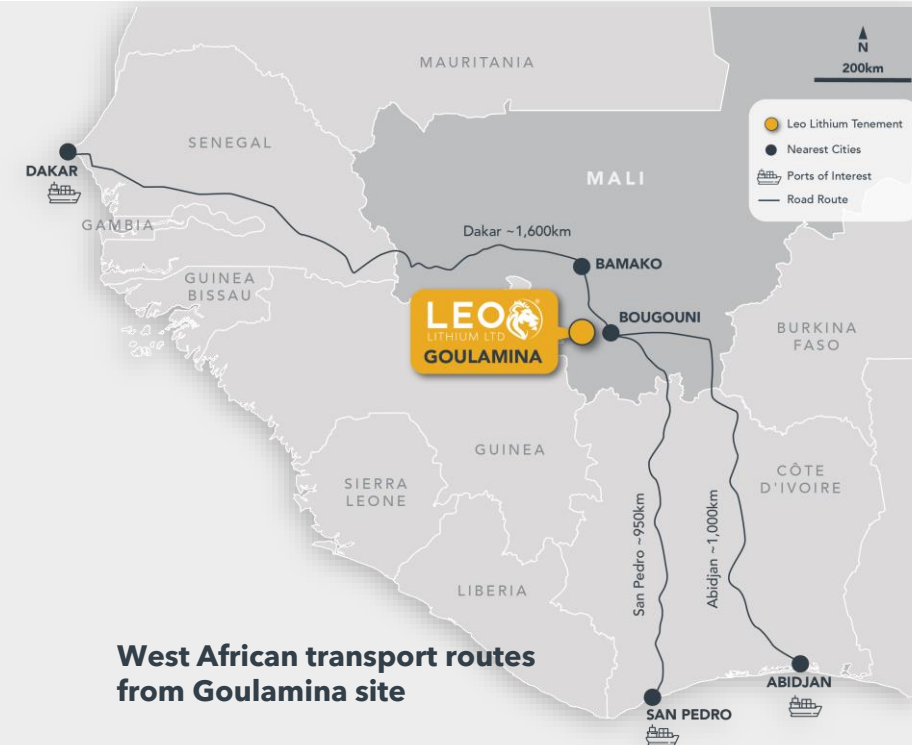 N
200km
Leo Lithium Tenement
Nearest Cities
Ports of Interest
Road Route
MAURITANIA
SENEGAL
DAKAR
MALI
GAMBIA
Dakar ~1,600km
BAMAKO
GUINEA
BISSAU
LEO
LITHIUM LTD
GOULAMINA
BOUGOUNI
BURKINA
FASO
GUINEA
SIERRA
LEONE
CÔTE
D'IVOIRE
San Pedro ~950km
Abidjan ~1,000km
LIBERIA
West African transport routes
from Goulamina site
ABIDJAN
SAN PEDRO